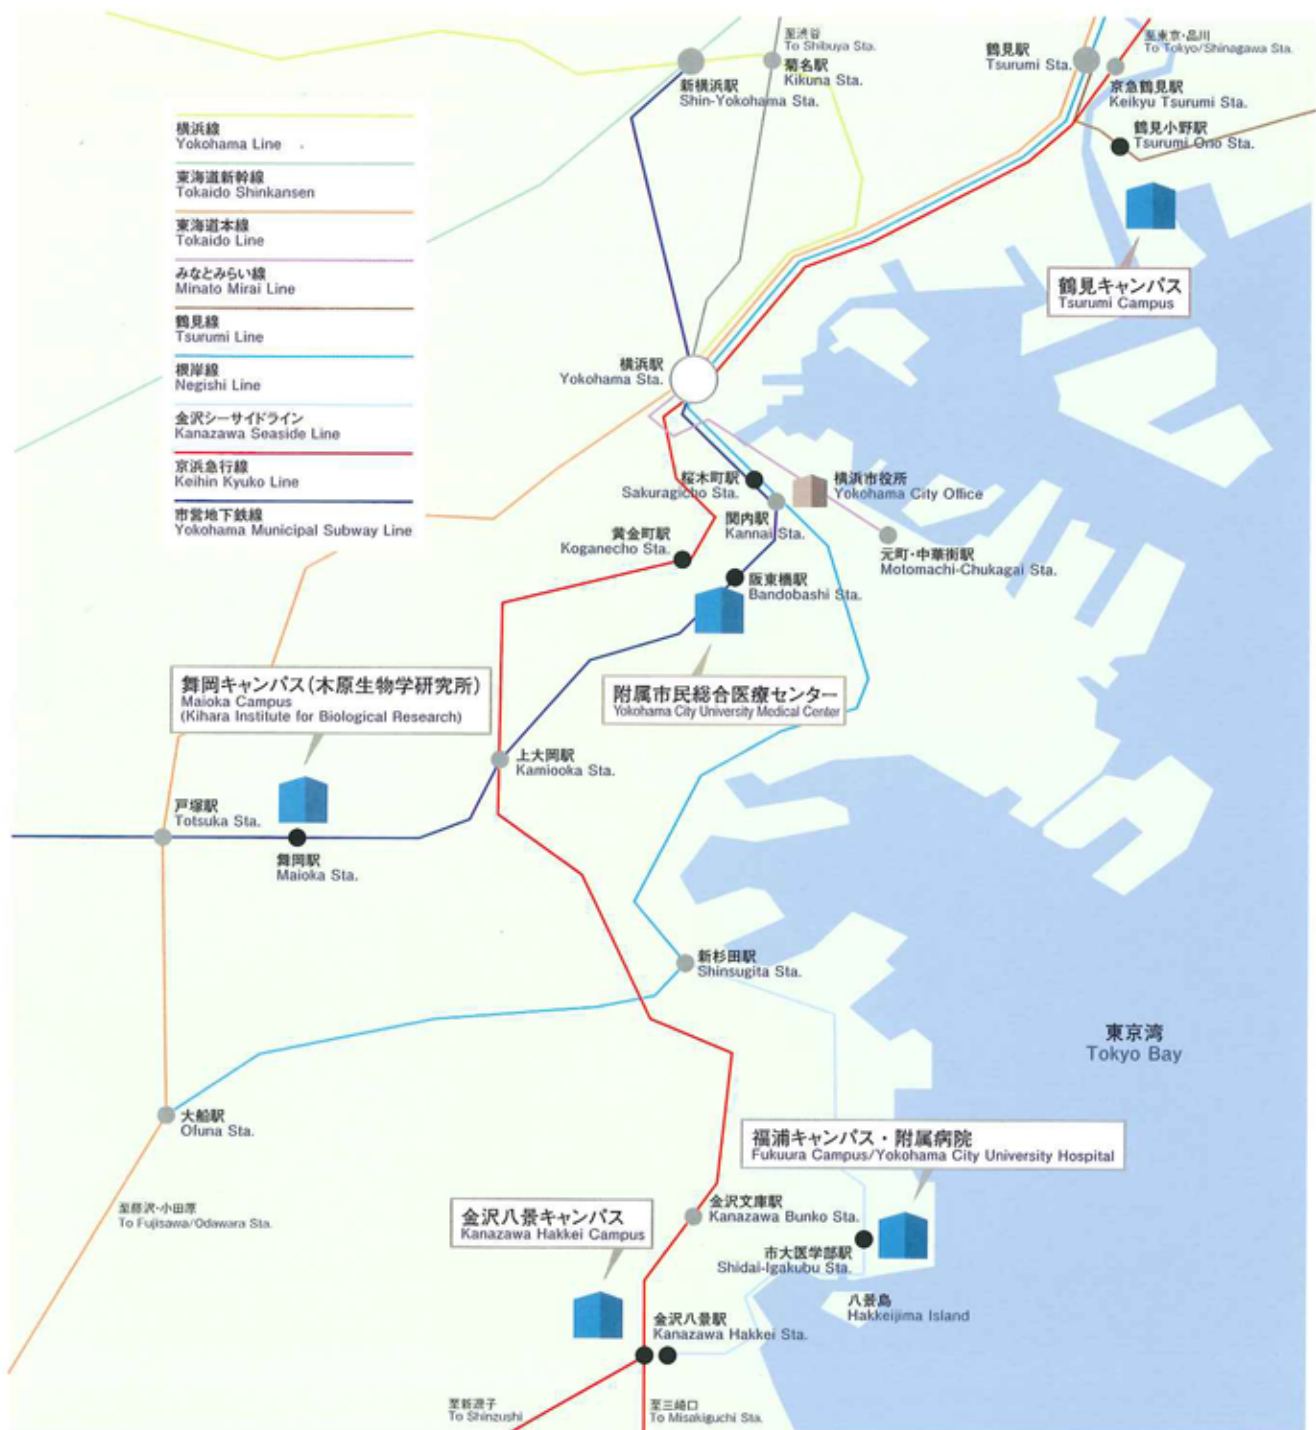 至渋谷
To Shibuya Sta.
菊名駅
Kikuna Sta.
新横浜駅
Shin-Yokohama Sta.
鶴見駅
Tsurumi Sta.
至東京・品川
To Tokyo/Shinagawa Sta.
京急鶴見駅
Keikyu Tsurumi Sta.
鶴見小野駅
Tsurumi Ono Sta.
横浜線
Yokohama Line
東海道新幹線
Tokaido Shinkansen
東海道本線
Tokaido Line
みなとみらい線
Minato Mirai Line
鶴見線
Tsurumi Line
根岸線
Negishi Line
金沢シーサイドライン
Kanazawa Seaside Line
京浜急行線
Keihin Kyuko Line
市営地下鉄線
Yokohama Municipal Subway Line
鶴見キャンパス
Tsurumi Campus
横浜駅
Yokohama Sta.
桜木町駅
Sakuragicho Sta.
横浜市役所
Yokohama City Office
関内駅
Kannai Sta.
黄金町駅
Koganecho Sta.
元町・中華街駅
Motomachi-Chukagai Sta.
阪東橋駅
Bandobashi Sta.
舞岡キャンパス(木原生物学研究所)
Maioka Campus
(Kihara Institute for Biological Research)
附属市民総合医療センター
Yokohama City University Medical Center
上大岡駅
Kamiooka Sta.
戸塚駅
Totsuka Sta.
舞岡駅
Maioka Sta.
新杉田駅
Shinsugita Sta.
東京湾
Tokyo Bay
大船駅
Ofuna Sta.
福浦キャンパス・附属病院
Fukuura Campus/Yokohama City University Hospital
至藤沢・小田原
To Fujisawa/Odawara Sta.
金沢八景キャンパス
Kanazawa Hakkei Campus
金沢文庫駅
Kanazawa Bunko Sta.
市大医学部駅
Shidai-Igakubu Sta.
八景島
Hakkeijima Island
金沢八景駅
Kanazawa Hakkei Sta.
至新逗子
To Shinzushi
至三崎口
To Misakiguchi Sta.